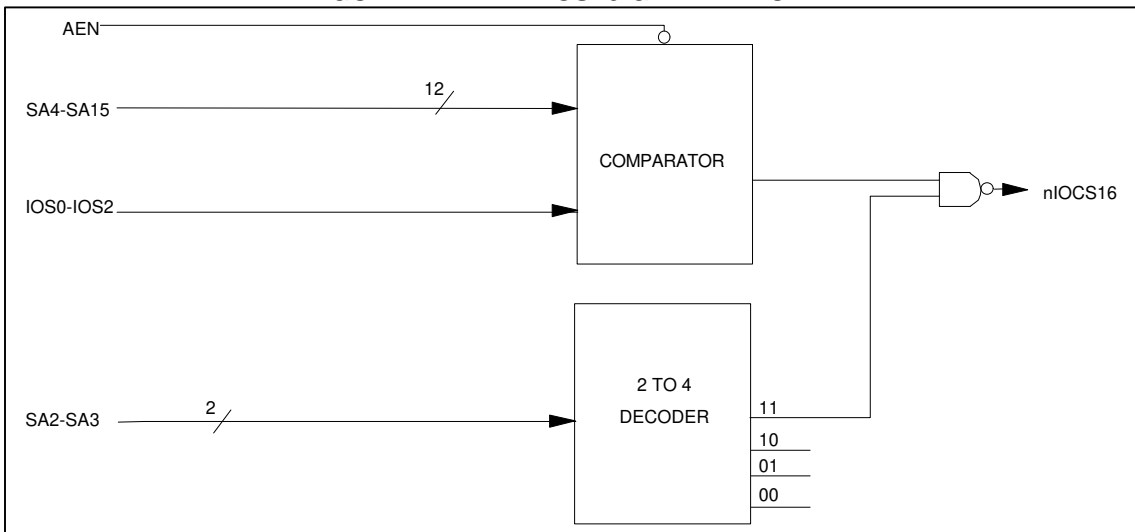 AEN
12
SA4-SA15
COMPARATOR
nIOCS16
IOS0-IOS2
2 TO 4
DECODER
2
SA2-SA3
11
10
01
00